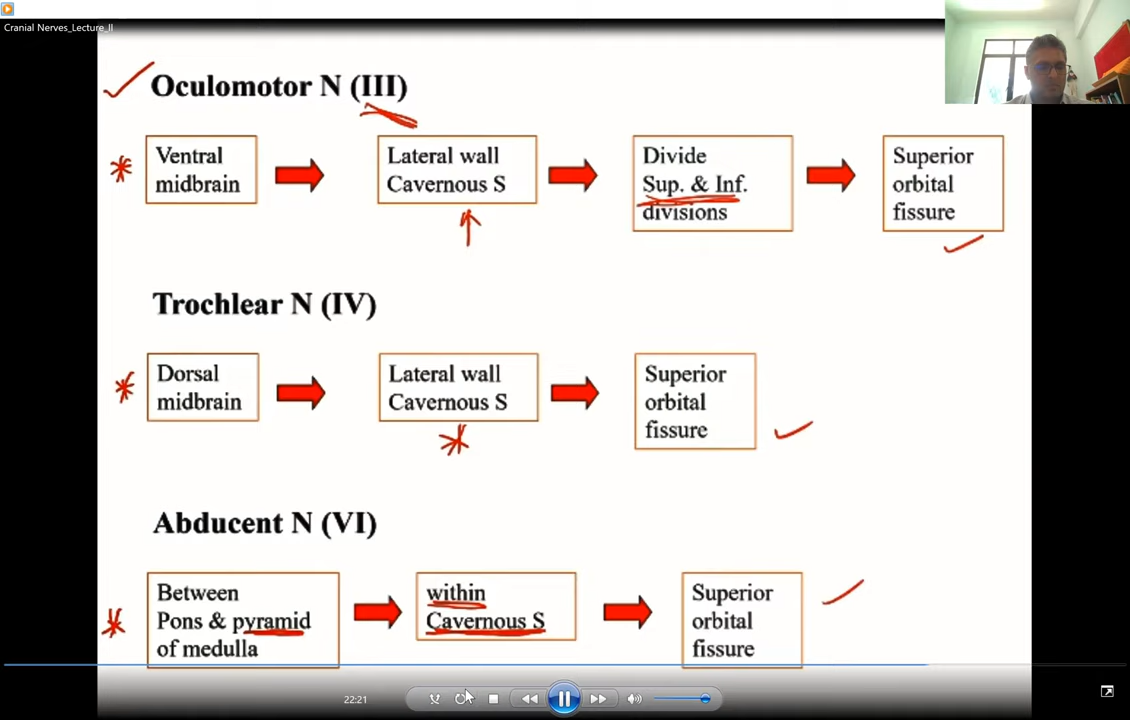 Cranial Nerves_Lecture_II
Oculomotor N (III)
Ventral
midbrain
Lateral wall
Cavernous S
Divide
Sup. & Inf.
divisions
Superior
orbital
fissure
Trochlear N (IV)
Dorsal
midbrain
Lateral wall
Cavernous S
Superior
orbital
fissure
Abducent N (VI)
Between
Pons & pyramid
of medulla
within
Cavernous S
Superior
orbital
fissure
22:21